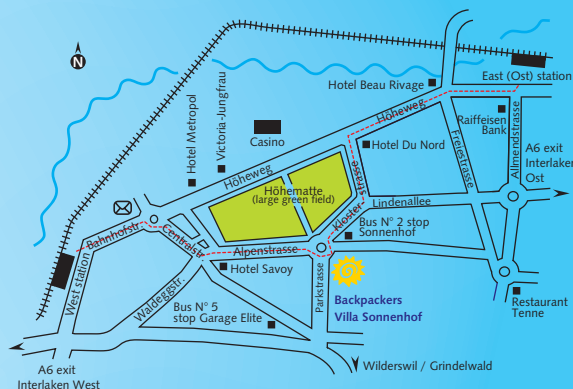 N
East (Ost) station
Hotel Beau Rivage
Höheweg
Raiffeisen
Bank
Allmendstrasse
A6 exit
Interlaken
Ost
Hotel Metropol
Victoria-Jungfrau
Casino
Hotel Du Nord
Freiestrasse
Höheweg
Höhematte
(large green field)
Klosterstrasse
Lindenallee
Bus N° 2 stop
Sonnenhof
Bahnhofstr.
Centralstr.
Alpenstrasse
West station
Hotel Savoy
Waldeggstr.
Parkstrasse
Backpackers
Villa Sonnenhof
Bus N° 5
stop Garage Elite
Restaurant
Tenne
A6 exit
Interlaken West
Wilderswil / Grindelwald